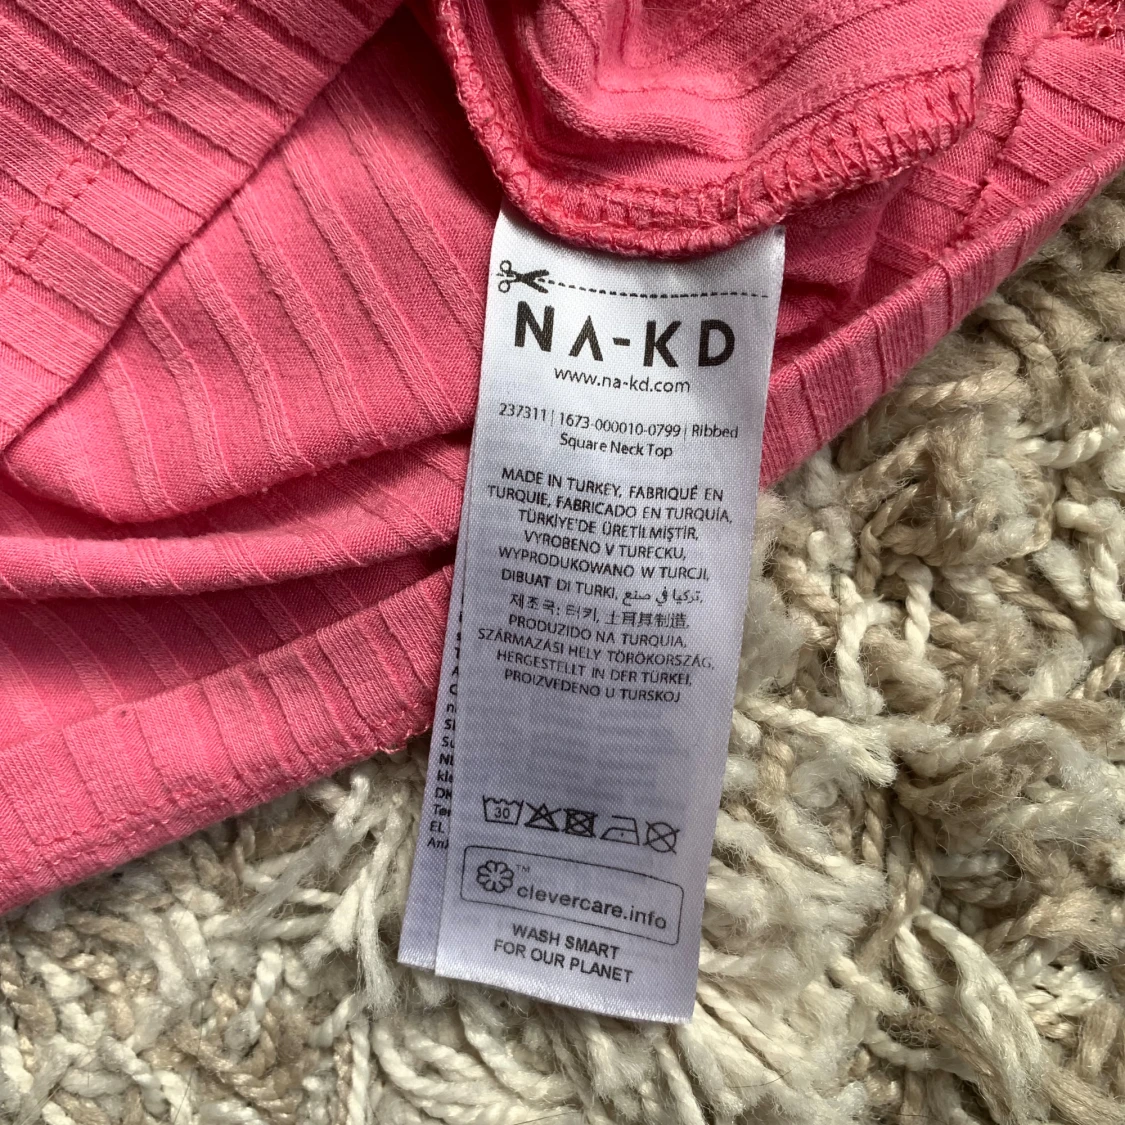 NA-KD
www.na-kd.com
237311 | 1673-000010-0799 | Ribbed
Square Neck Top
MADE IN TURKEY, FABRIQUÉ EN
TURQUIE, FABRICADO EN TURQUÍA,
TÜRKİYE'DE ÜRETİLMİŞTİR,
VYROBENO V TURECKU,
WYPRODUKOWANO W TURCJI,
DIBUAT DI TURKI, تركيا في صنع,
제조국: 터키, 土耳其制造,
PRODUZIDO NA TURQUIA,
SZÁRMAZÁSI HELY TÖRÖKORSZÁG,
HERGESTELLT IN DER TÜRKEI,
PROIZVEDENO U TURSKOJ
30
TM
clevercare.info
WASH SMART
FOR OUR PLANET
DK
EL